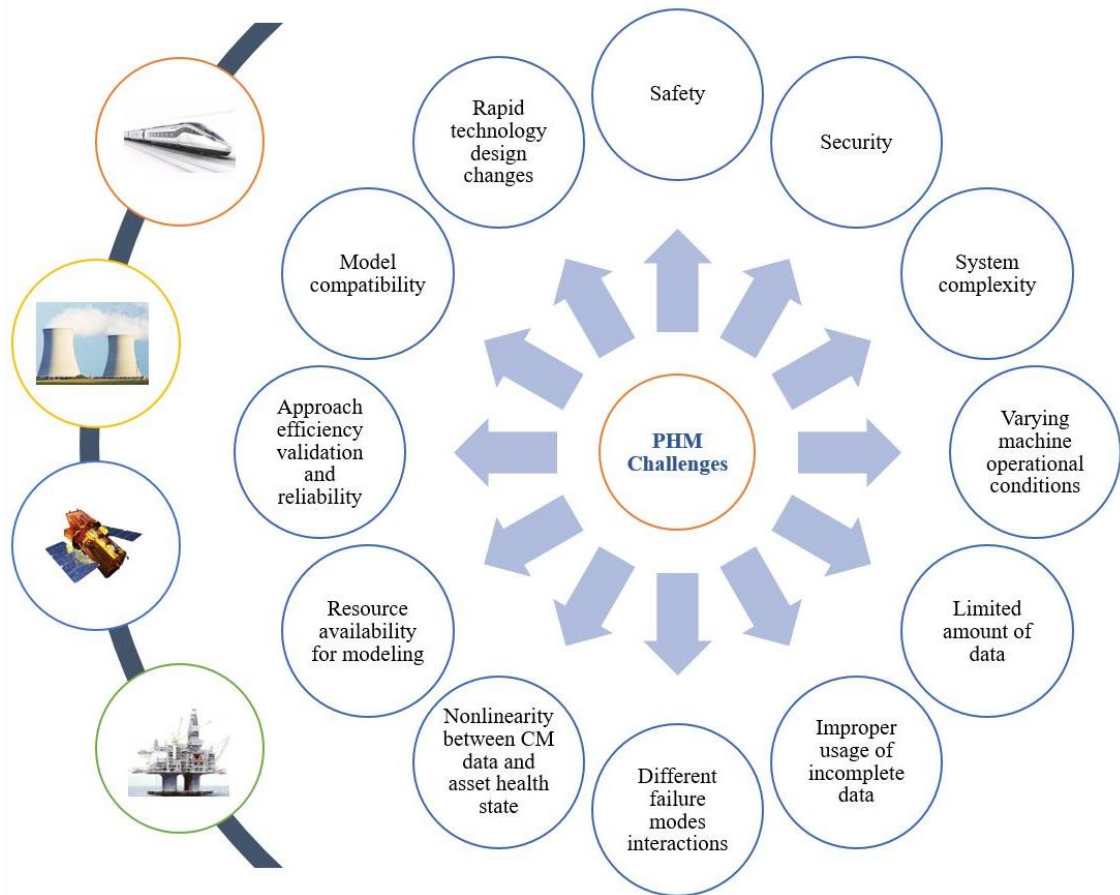 Safety
Security
System
complexity
Varying
machine
operational
conditions
Limited
amount of
data
Improper
usage of
incomplete
data
Different
failure
modes
interactions
Nonlinearity
between CM
data and
asset health
state
Resource
availability
for modeling
Approach
efficiency
validation
and
reliability
Model
compatibility
Rapid
technology
design
changes
PHM
Challenges